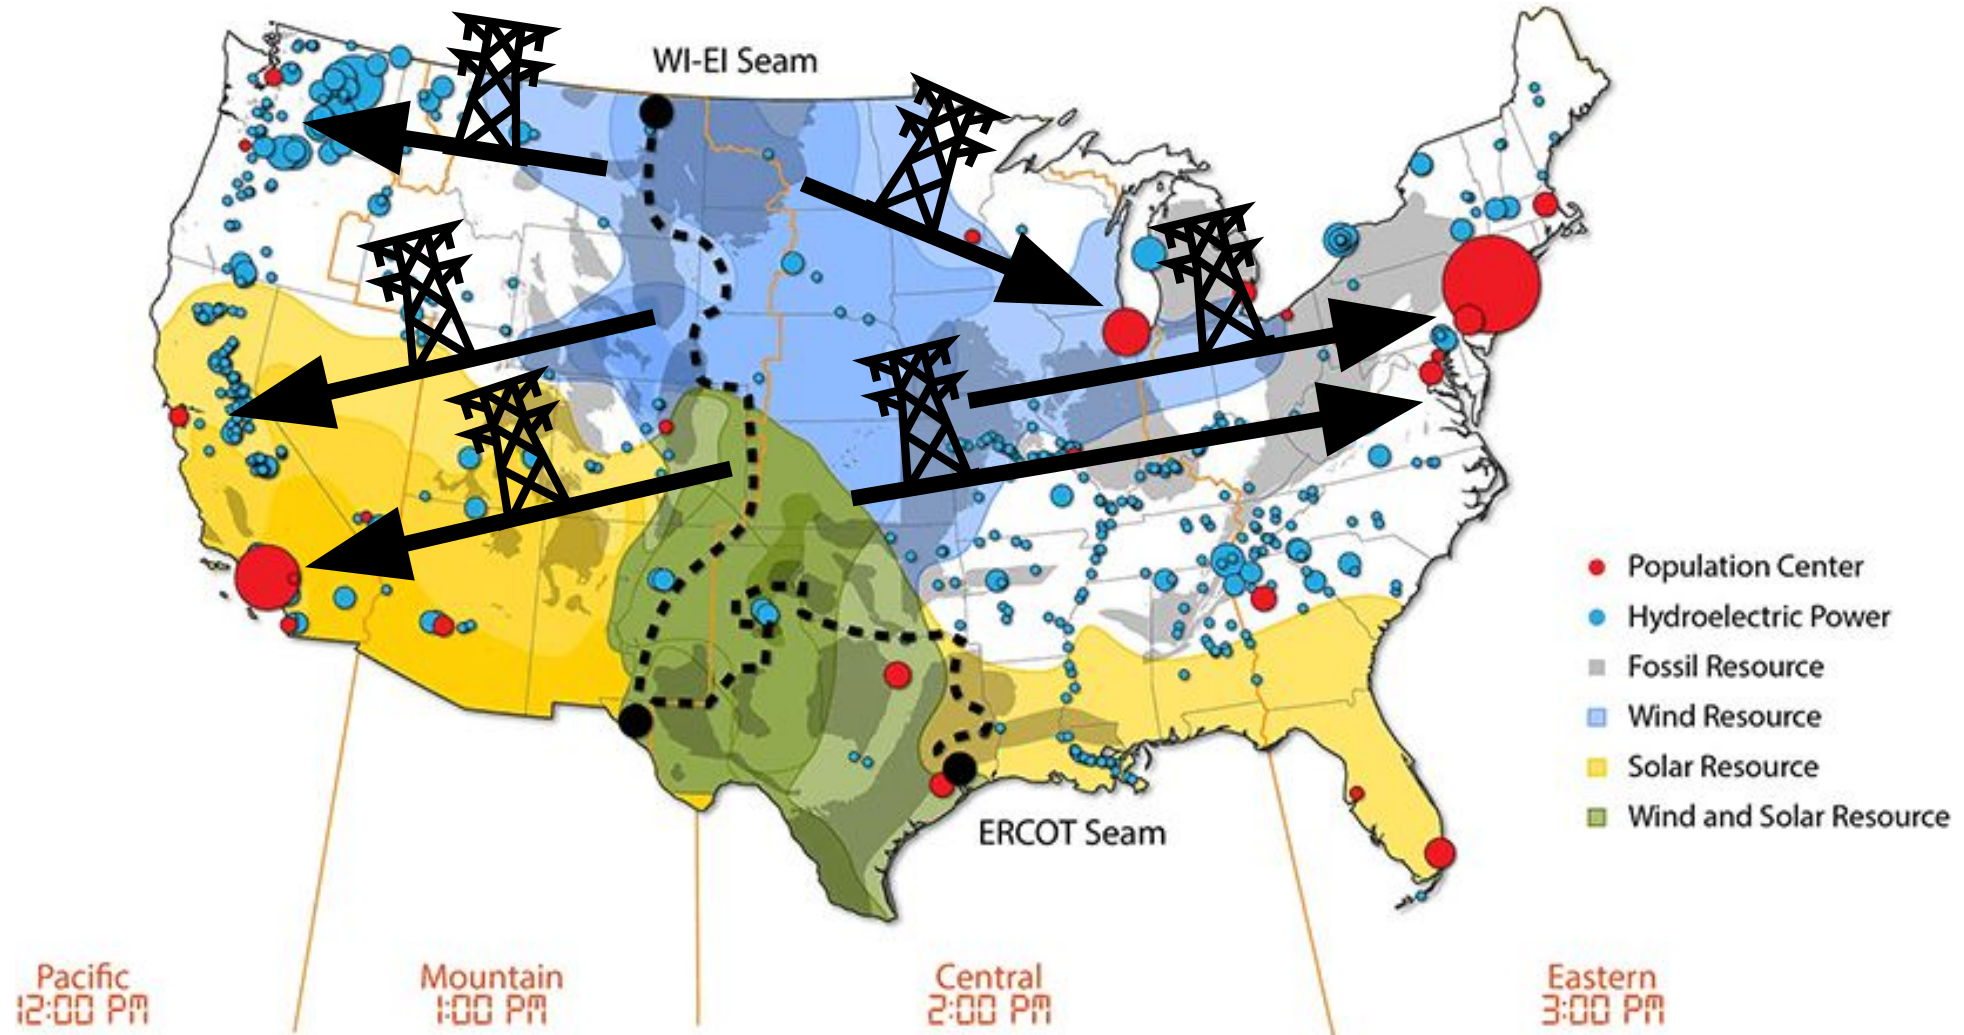 WI-EI Seam
Population Center
Hydroelectric Power
Fossil Resource
Wind Resource
Solar Resource
Wind and Solar Resource
ERCOT Seam
Pacific
12:00 PM
Mountain
1:00 PM
Central
2:00 PM
Eastern
3:00 PM